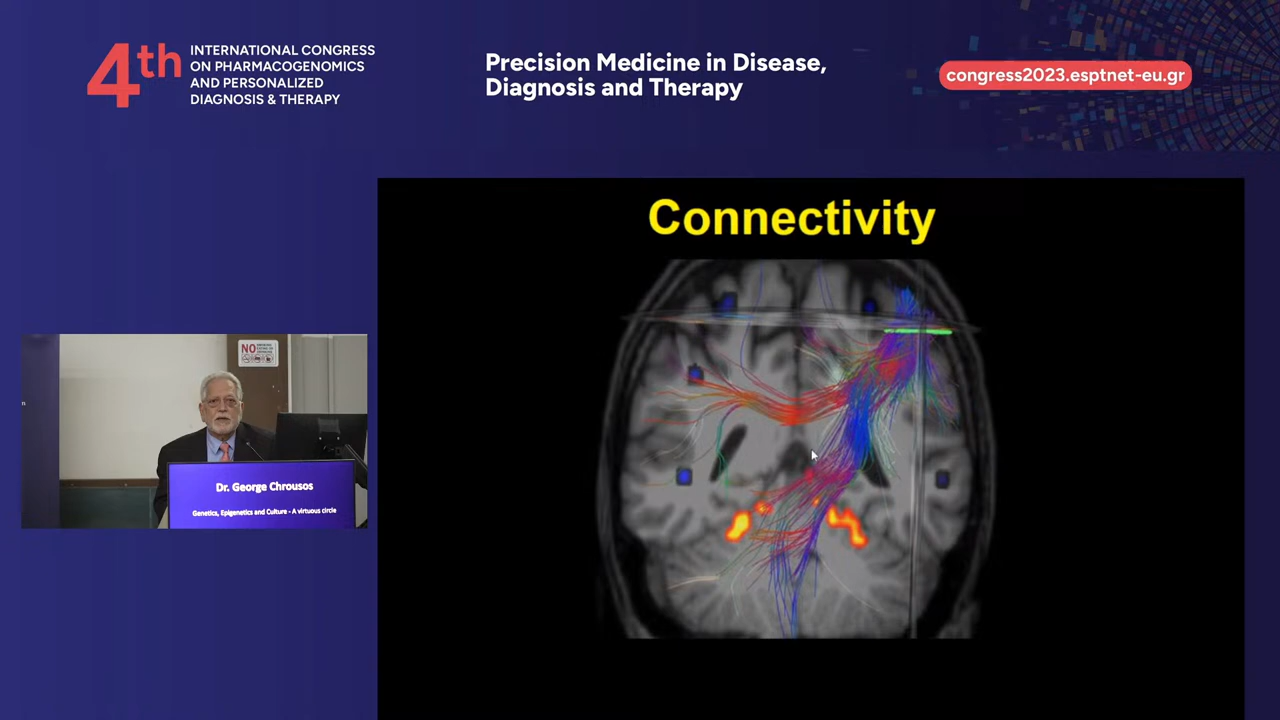 4th
INTERNATIONAL CONGRESS
ON PHARMACOGENOMICS
AND PERSONALIZED
DIAGNOSIS & THERAPY
Precision Medicine in Disease,
Diagnosis and Therapy
congress2023.esptnet-eu.gr
Connectivity
NO
Dr. George Chrousos
Genetics, Epigenetics and Culture - A virtuous circle